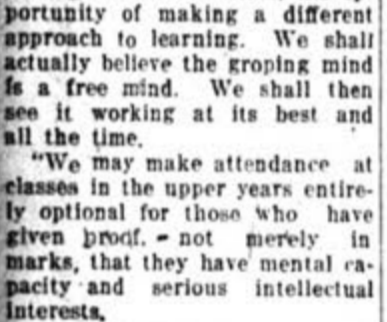 portunity of making a different
approach to learning. We shall
actually believe the groping mind
is a free mind. We shall then
see it working at its best and
all the time.
"We may make attendance at
classes in the upper years entire-
ly optional for those who have
given proof. - not merely in
marks, that they have mental ca-
pacity and serious intellectual
interests.